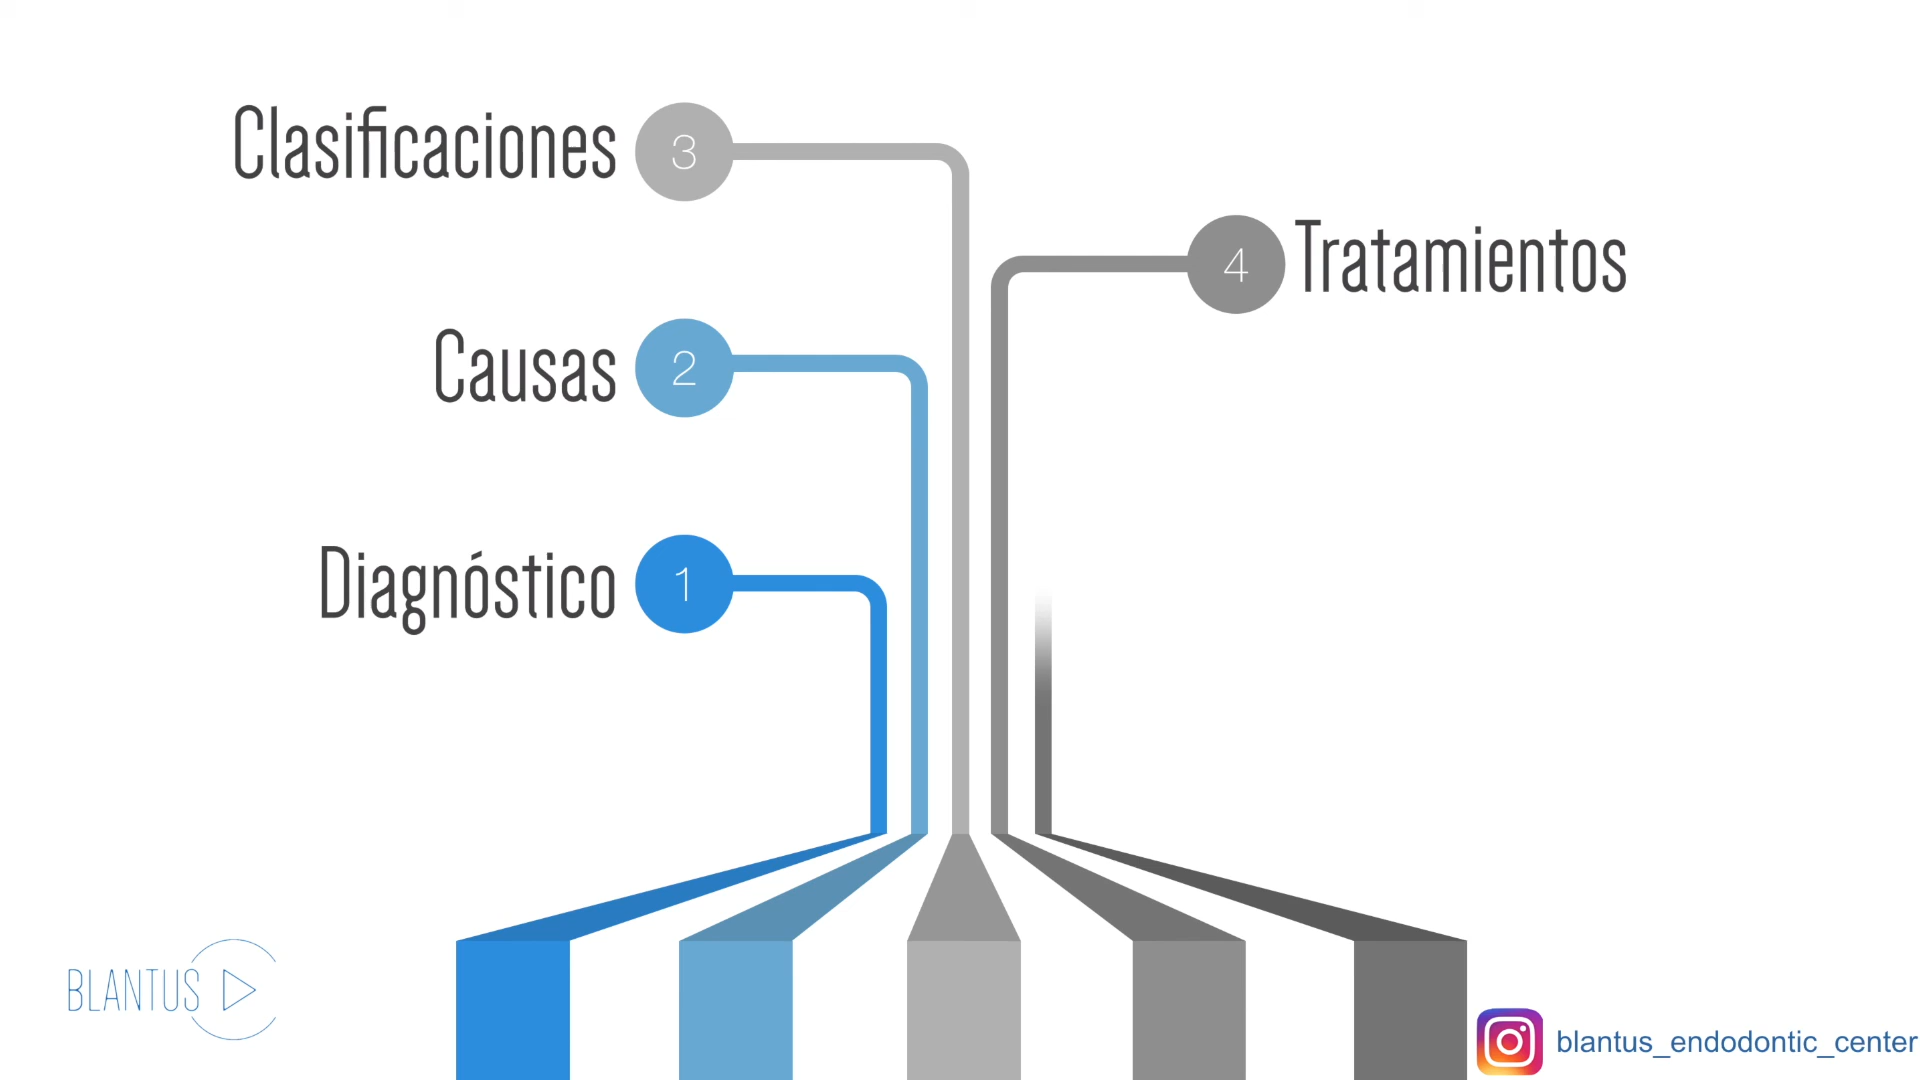 Clasificaciones 3
4 Tratamientos
Causas 2
Diagnóstico 1
BLANTUS
blantus_endodontic_center